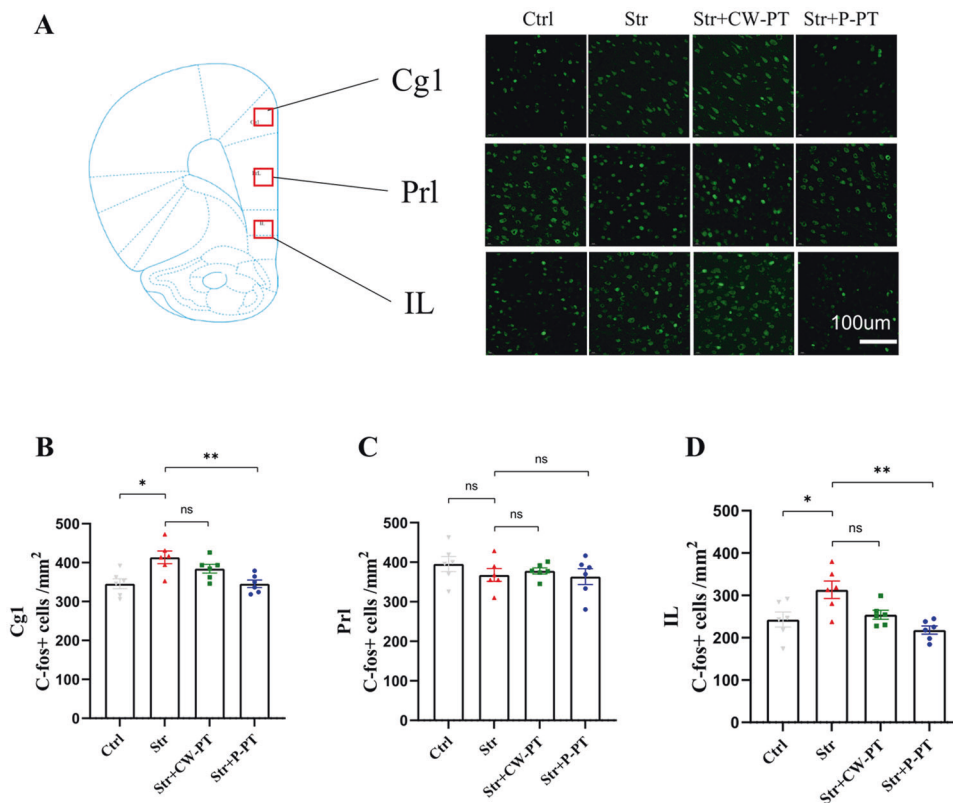 A
Ctrl Str Str+CW-PT Str+P-PT
Cg1
Prl
IL
100um
B
**
*
ns
500
400
300
200
100
0
Cg1
C-fos+ cells /mm2
Ctrl
Str
Str+CW-PT
Str+P-PT
C
ns
ns
ns
500
400
300
200
100
0
Prl
C-fos+ cells /mm2
Ctrl
Str
Str+CW-PT
Str+P-PT
D
**
*
ns
500
400
300
200
100
0
IL
C-fos+ cells /mm2
Ctrl
Str
Str+CW-PT
Str+P-PT